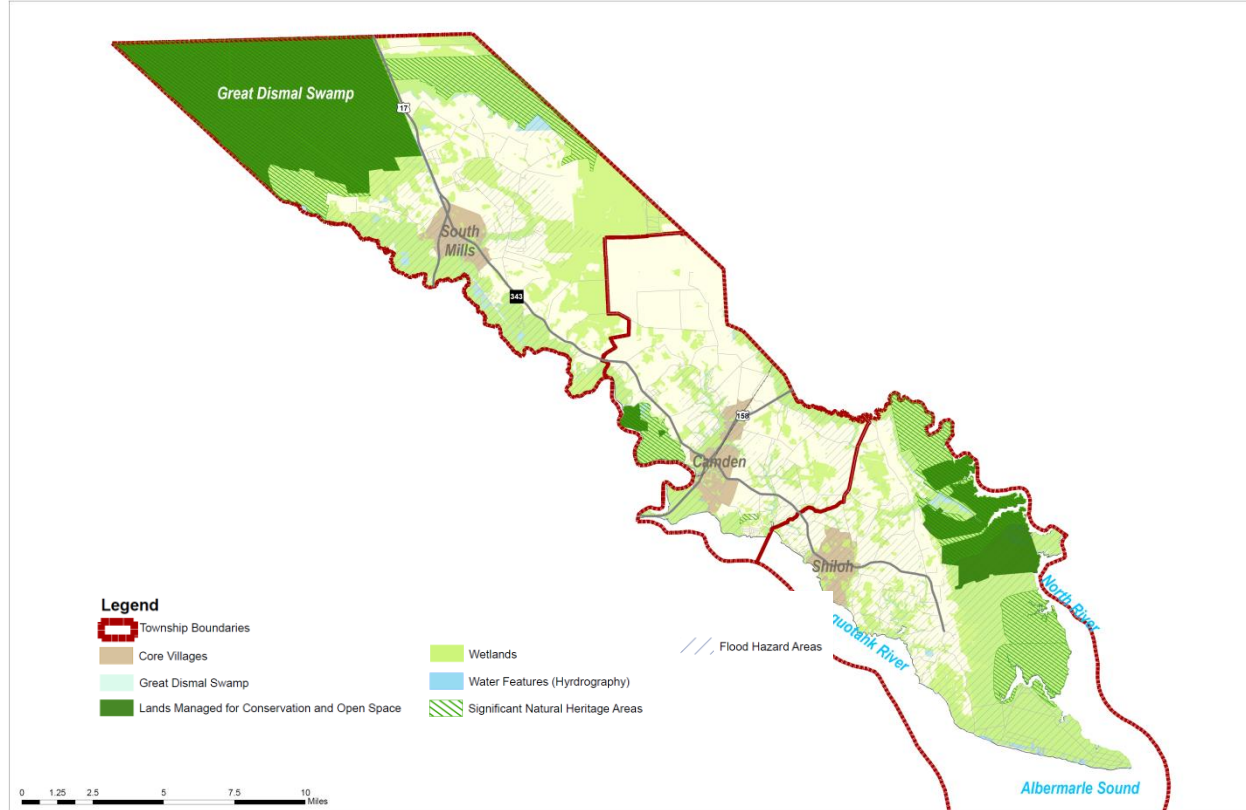 Great Dismal Swamp
17
South
Mills
343
158
Camden
Shiloh
North River
quotank River
Albermarle Sound
Legend
Township Boundaries
Core Villages
Great Dismal Swamp
Lands Managed for Conservation and Open Space
Wetlands
Water Features (Hyrdrography)
Significant Natural Heritage Areas
Flood Hazard Areas
0 1.25 2.5 5 7.5 10
Miles